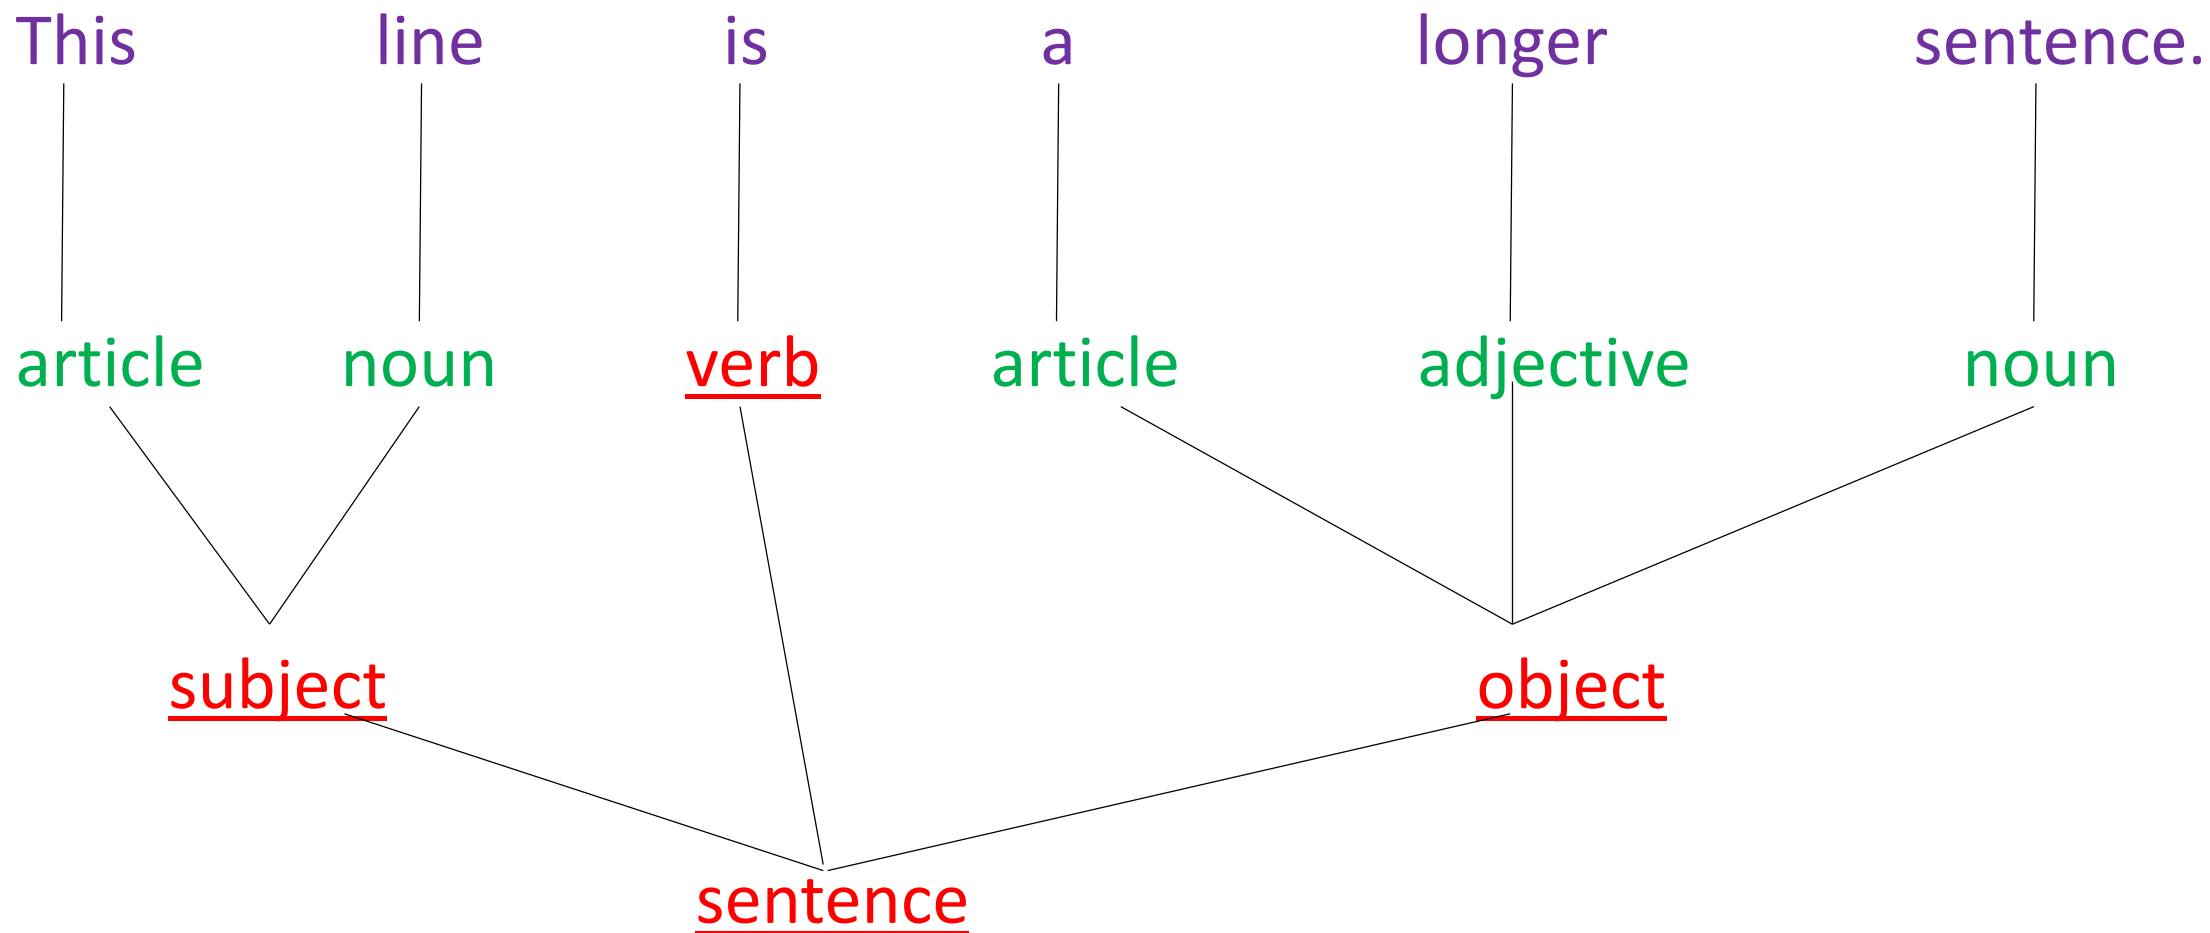 This line is a longer sentence.
article noun verb article adjective noun
subject object
sentence